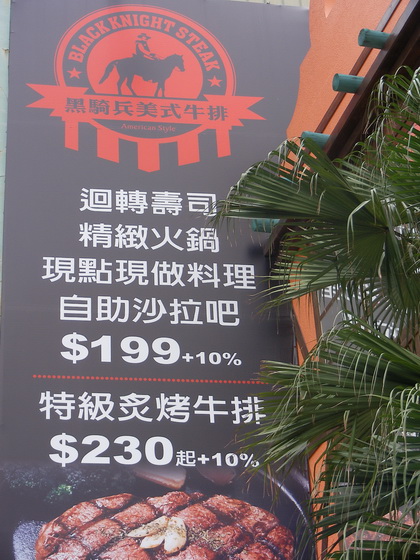 BLACK KNIGHT STEAK
黑騎兵美式牛排
American Style
迴轉壽司
精緻火鍋
現點現做料理
自助沙拉吧
$199+10%
特級炙烤牛排
$230起+10%